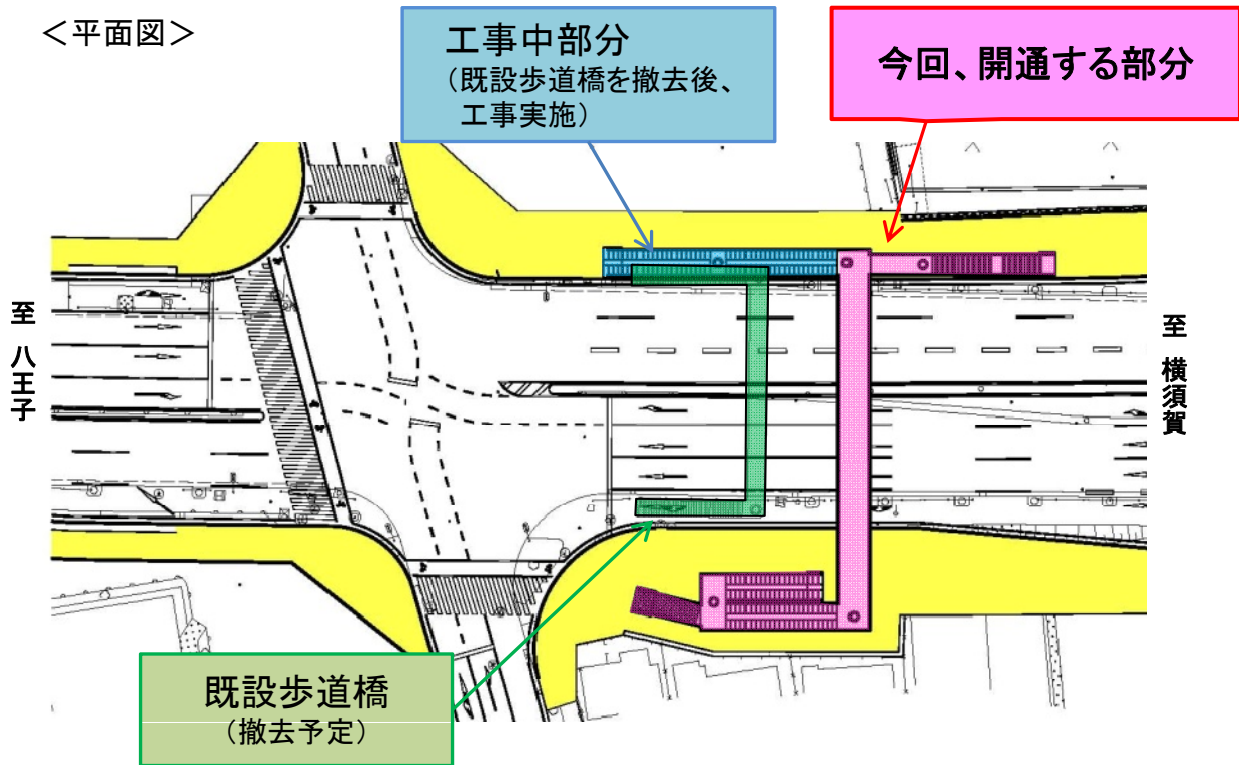 ＜平面図＞
工事中部分
（既設歩道橋を撤去後、
工事実施）
今回、開通する部分
至 八王子
至 横須賀
既設歩道橋
（撤去予定）